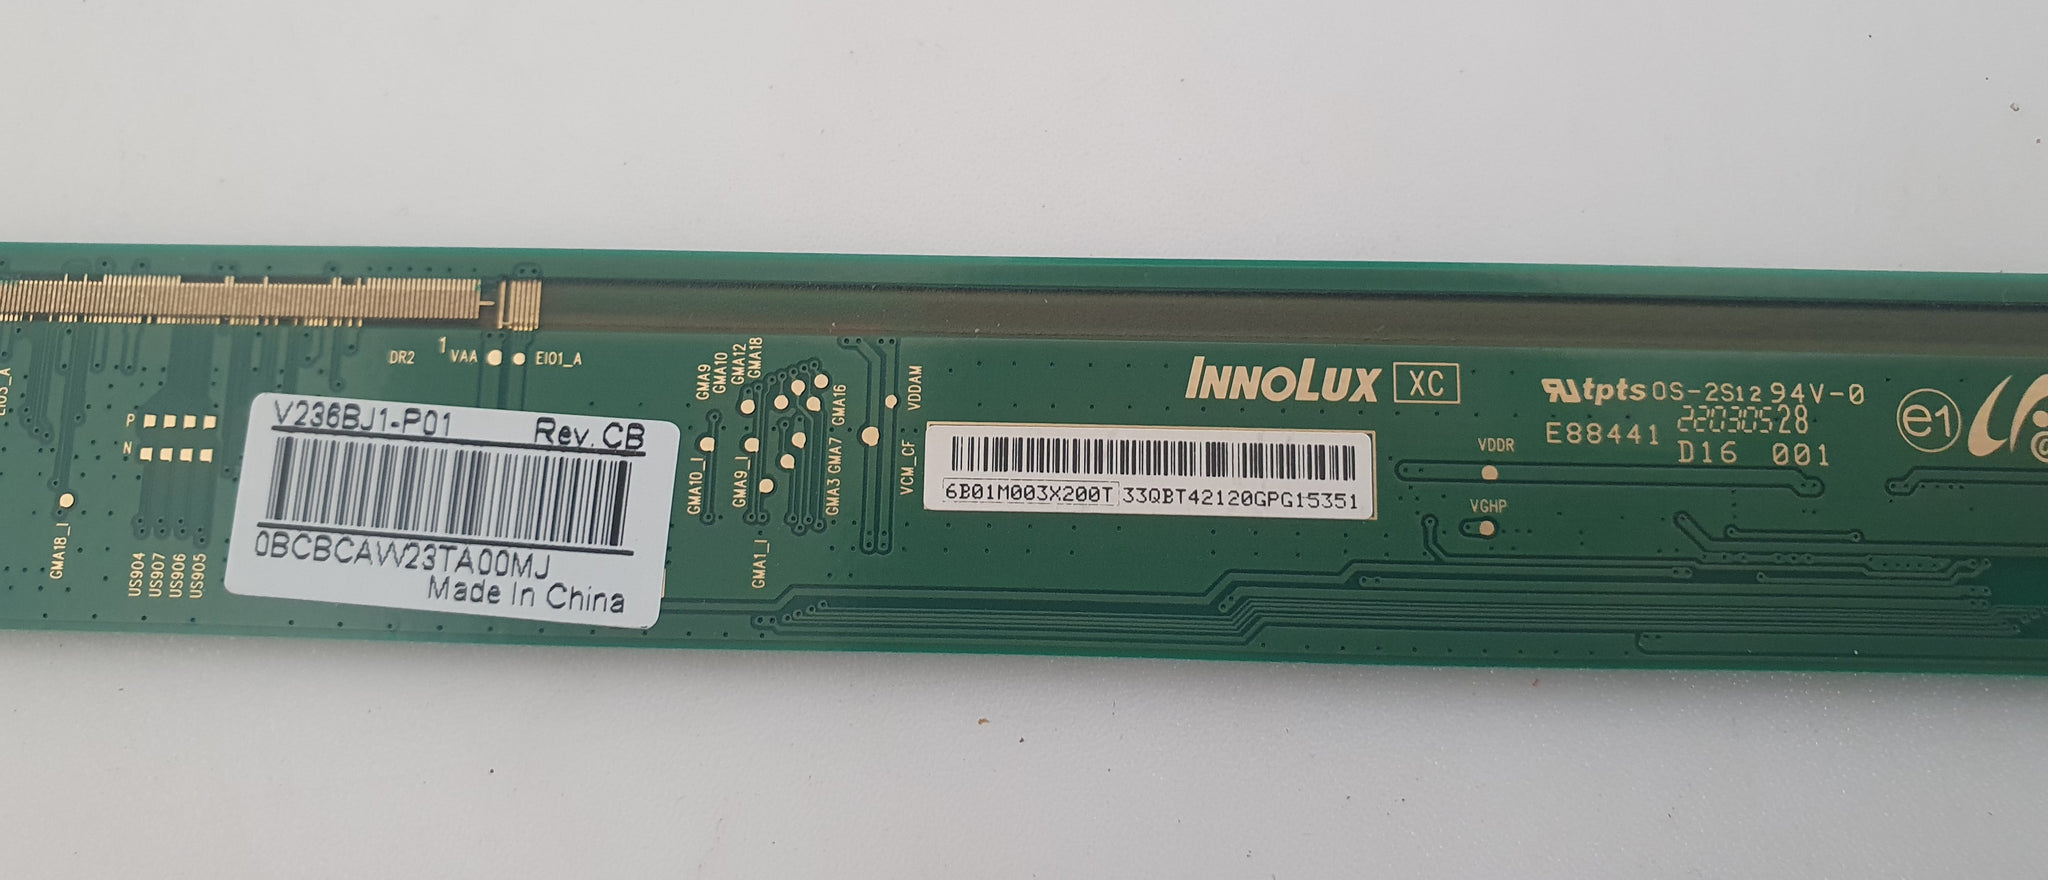 DR2
1
VAA
EIO1_A
EIO3_A
P
N
GMA18_I
US904
US907
US906
US905
V236BJ1-P01 Rev. CB
0BCBCAW23TA00MJ
Made In China
GMA9
GMA10
GMA12
GMA18
GMA16
VDDAM
GMA10_I
GMA9_I
GMA3 GMA7
VCM_CF
GMA1_I
6B01M003X200T 33QBT42120GPG15351
INNOLUX XC
VDDR
VGHP
tpts OS-2S12 94V-0
E88441 22030528
D16 001
e1